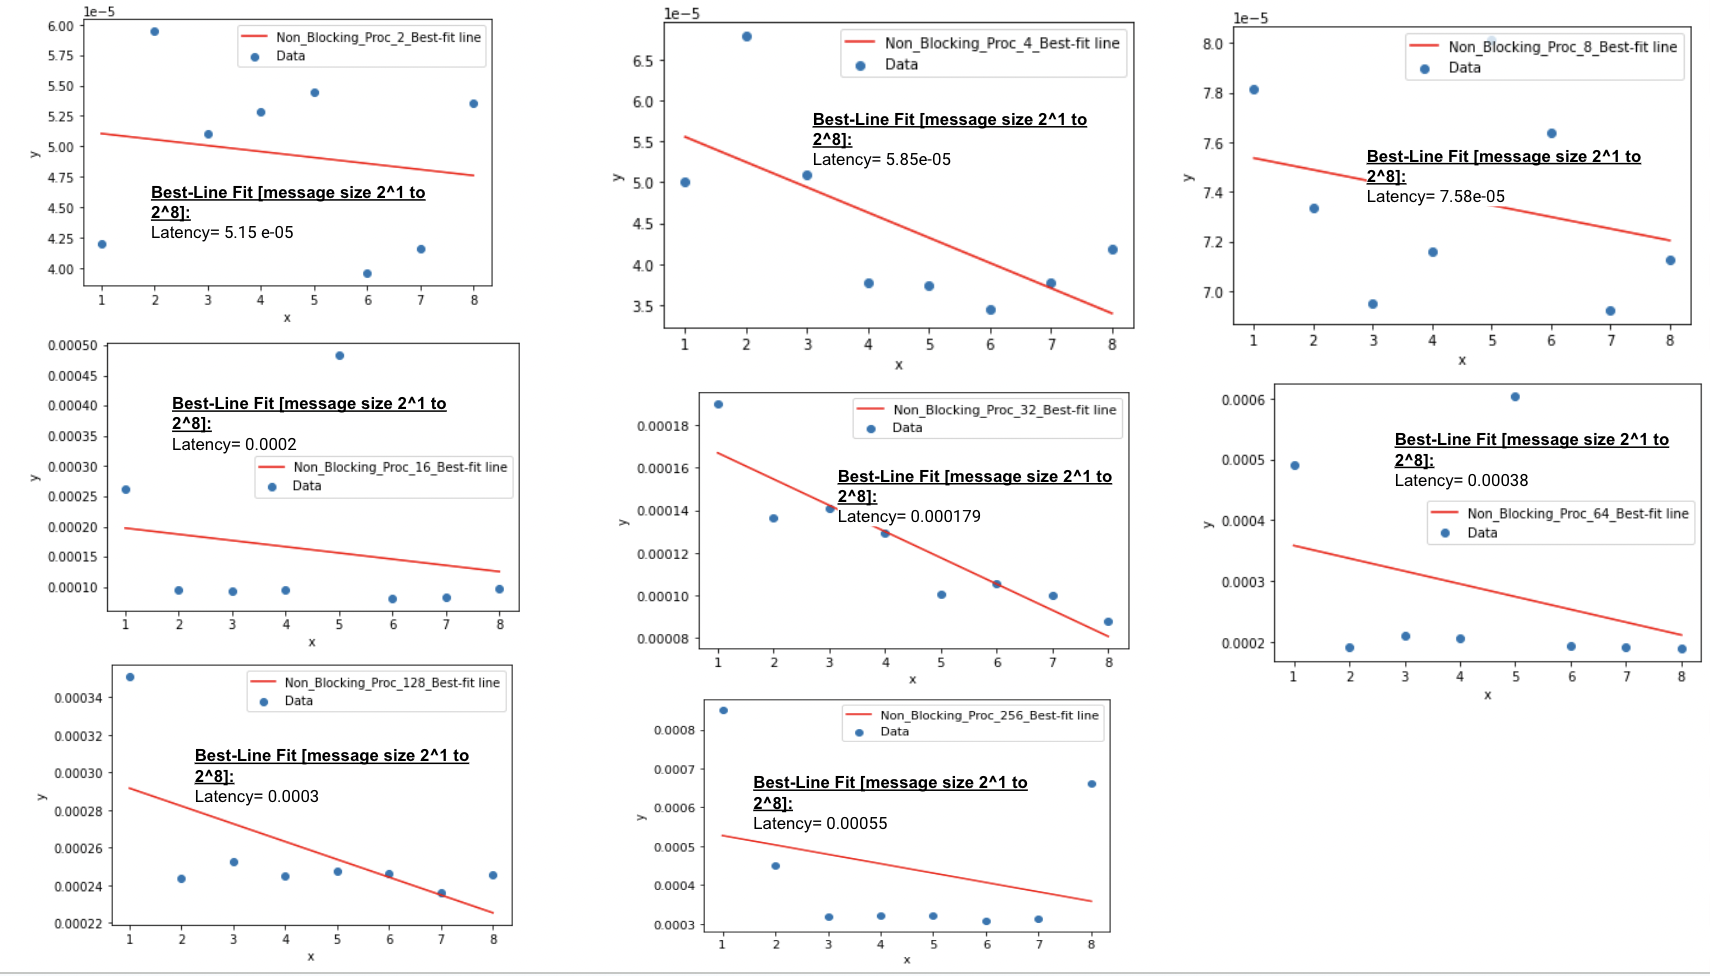 1e−5
6.00
5.75
5.50
5.25
5.00
4.75
4.50
4.25
4.00
y
Non_Blocking_Proc_2_Best-fit line
Data
Best-Line Fit [message size 2^1 to
2^8]:
Latency= 5.15 e-05
1 2 3 4 5 6 7 8
x
1e−5
6.5
6.0
5.5
5.0
4.5
4.0
3.5
y
Non_Blocking_Proc_4_Best-fit line
Data
Best-Line Fit [message size 2^1 to
2^8]:
Latency= 5.85e-05
1 2 3 4 5 6 7 8
x
1e−5
8.0
7.8
7.6
7.4
7.2
7.0
y
Non_Blocking_Proc_8_Best-fit line
Data
Best-Line Fit [message size 2^1 to
2^8]:
Latency= 7.58e-05
1 2 3 4 5 6 7 8
x
0.00050
0.00045
0.00040
0.00035
0.00030
0.00025
0.00020
0.00015
0.00010
y
Best-Line Fit [message size 2^1 to
2^8]:
Latency= 0.0002
Non_Blocking_Proc_16_Best-fit line
Data
1 2 3 4 5 6 7 8
x
0.00018
0.00016
0.00014
0.00012
0.00010
0.00008
y
Non_Blocking_Proc_32_Best-fit line
Data
Best-Line Fit [message size 2^1 to
2^8]:
Latency= 0.000179
1 2 3 4 5 6 7 8
x
0.0006
0.0005
0.0004
0.0003
0.0002
y
Best-Line Fit [message size 2^1 to
2^8]:
Latency= 0.00038
Non_Blocking_Proc_64_Best-fit line
Data
1 2 3 4 5 6 7 8
x
0.00034
0.00032
0.00030
0.00028
0.00026
0.00024
0.00022
y
Non_Blocking_Proc_128_Best-fit line
Data
Best-Line Fit [message size 2^1 to
2^8]:
Latency= 0.0003
1 2 3 4 5 6 7 8
x
0.0008
0.0007
0.0006
0.0005
0.0004
0.0003
y
Non_Blocking_Proc_256_Best-fit line
Data
Best-Line Fit [message size 2^1 to
2^8]:
Latency= 0.00055
1 2 3 4 5 6 7 8
x